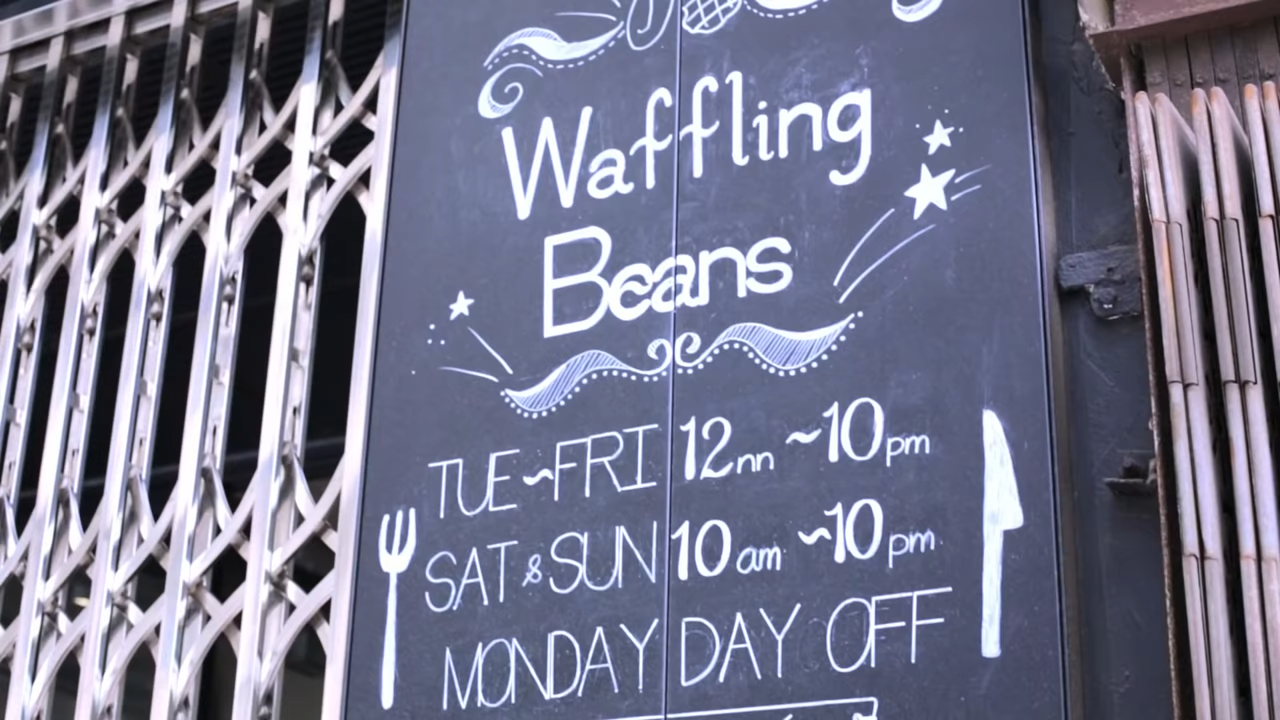 Waffling
Beans
TUE~FRI 12nn ~10pm
SAT & SUN 10am ~10pm
MONDAY DAY OFF